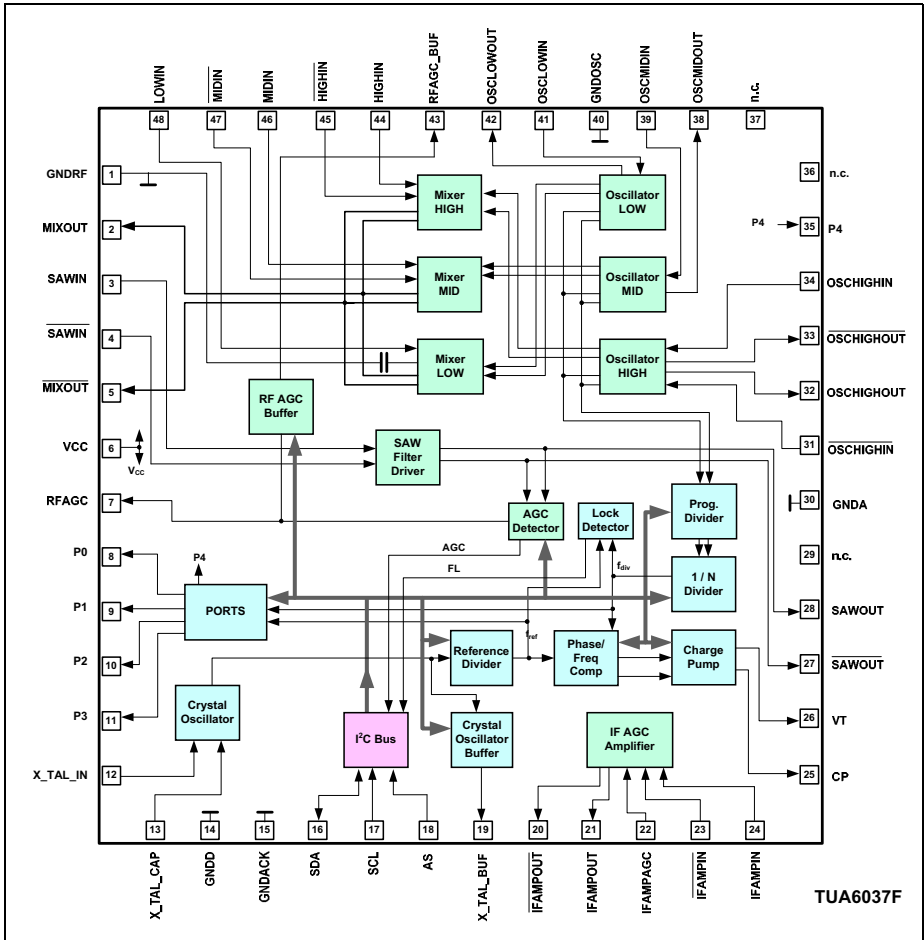 LOWIN
MIDIN
MIDIN
HIGHIN
HIGHIN
RFAGC_BUF
OSCLOWOUT
OSCLOWIN
GNDOSC
OSCMIDIN
OSCMIDOUT
n.c.
48
47
46
45
44
43
42
41
40
39
38
37
GNDRF
1
MIXOUT
2
SAWIN
3
SAWIN
4
MIXOUT
5
VCC
6
VCC
RFAGC
7
P0
8
P1
9
P2
10
P3
11
X_TAL_IN
12
Mixer
HIGH
Oscillator
LOW
Mixer
MID
Oscillator
MID
Mixer
LOW
Oscillator
HIGH
RF AGC
Buffer
SAW
Filter
Driver
AGC
Detector
Lock
Detector
Prog.
Divider
1 / N
Divider
AGC
FL
fdiv
P4
PORTS
fref
Reference
Divider
Phase/
Freq
Comp
Charge
Pump
Crystal
Oscillator
I²C Bus
Crystal
Oscillator
Buffer
IF AGC
Amplifier
36
n.c.
P4
35
P4
34
OSCHIGHIN
33
OSCHIGHOUT
32
OSCHIGHOUT
31
OSCHIGHIN
30
GNDA
29
n.c.
28
SAWOUT
27
SAWOUT
26
VT
25
CP
13
14
15
16
17
18
19
20
21
22
23
24
X_TAL_CAP
GNDD
GNDACK
SDA
SCL
AS
X_TAL_BUF
IFAMPOUT
IFAMPOUT
IFAMPAGC
IFAMPIN
IFAMPIN
TUA6037F